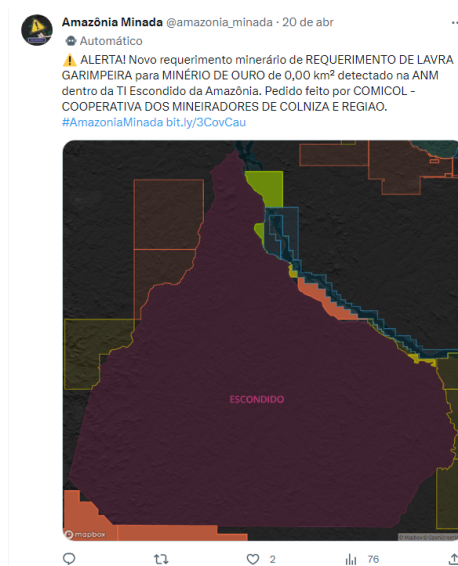 Amazônia Minada @amazonia_minada · 20 de abr
Automático
⚠️ ALERTA! Novo requerimento minerário de REQUERIMENTO DE LAVRA
GARIMPEIRA para MINÉRIO DE OURO de 0,00 km² detectado na ANM
dentro da TI Escondido da Amazônia. Pedido feito por COMICOL -
COOPERATIVA DOS MINEIRADORES DE COLNIZA E REGIAO.
#AmazoniaMinada bit.ly/3CovCau
ESCONDIDO
mapbox
2
76